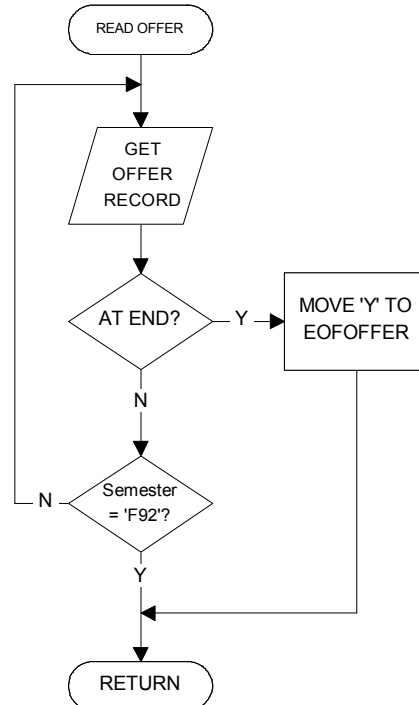 READ OFFER
GET
OFFER
RECORD
AT END?
Y
MOVE 'Y' TO
EOFOFFER
N
Semester
= 'F92'?
N
Y
RETURN